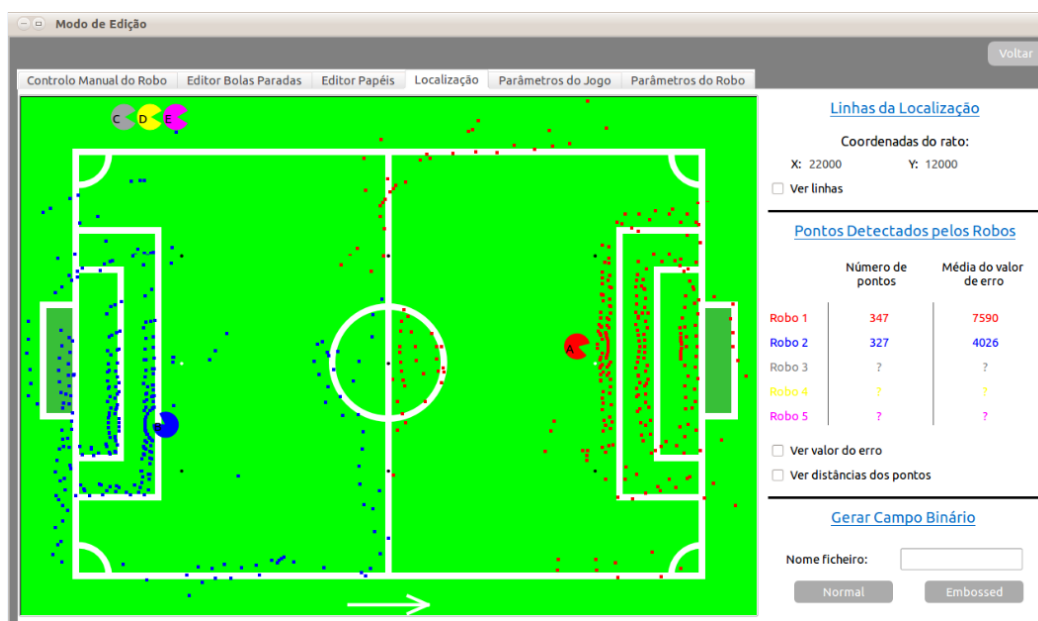 Modo de Edição
Voltar
Controlo Manual do Robo Editor Bolas Paradas Editor Papéis Localização Parâmetros do Jogo Parâmetros do Robo
C D E
A
B
Linhas da Localização
Coordenadas do rato:
X: 22000 Y: 12000
Ver linhas
Pontos Detectados pelos Robos
Número de pontos Média do valor de erro
Robo 1 347 7590
Robo 2 327 4026
Robo 3 ? ?
Robo 4 ? ?
Robo 5 ? ?
Ver valor do erro
Ver distâncias dos pontos
Gerar Campo Binário
Nome ficheiro:
Normal Embossed